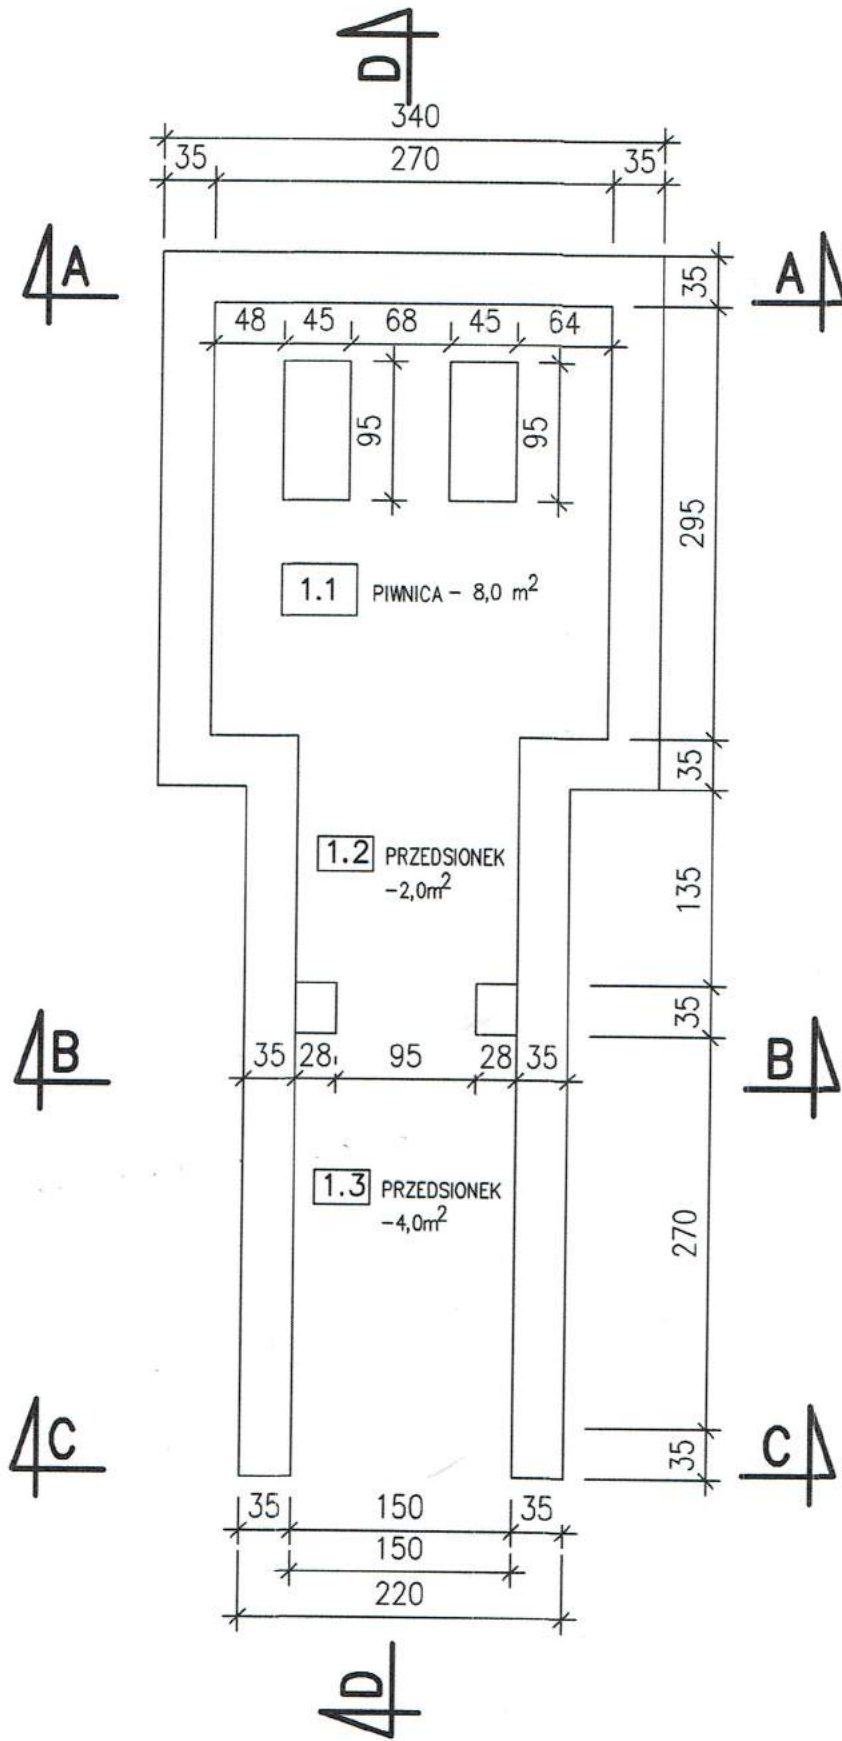 D
340
35 270 35
A A
35
48 45 68 45 64
95 95
295
1.1 PIWNICA - 8,0 m²
35
1.2 PRZEDSIONEK
-2,0m²
135
35
B B
35 28 95 28 35
1.3 PRZEDSIONEK
-4,0m²
270
C C
35
35 150 35
150
220
D